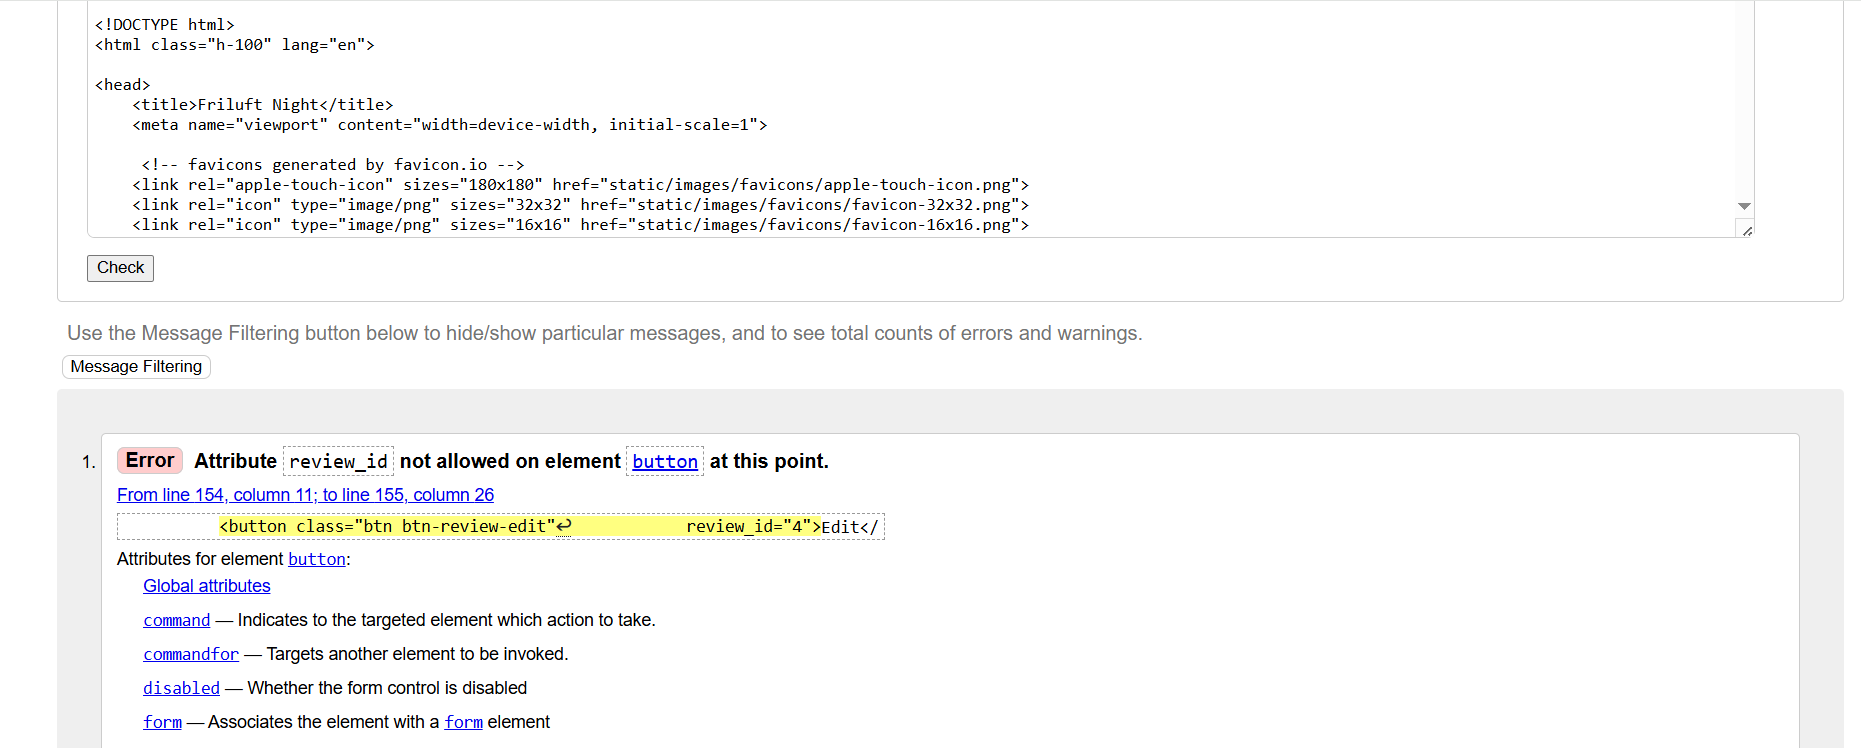 <!DOCTYPE html>
<html class="h-100" lang="en">
<head>
<title>Friluft Night</title>
<meta name="viewport" content="width=device-width, initial-scale=1">
<!-- favicons generated by favicon.io -->
<link rel="apple-touch-icon" sizes="180x180" href="static/images/favicons/apple-touch-icon.png">
<link rel="icon" type="image/png" sizes="32x32" href="static/images/favicons/favicon-32x32.png">
<link rel="icon" type="image/png" sizes="16x16" href="static/images/favicons/favicon-16x16.png">
Check
Use the Message Filtering button below to hide/show particular messages, and to see total counts of errors and warnings.
Message Filtering
1. Error Attribute review_id not allowed on element button at this point.
From line 154, column 11; to line 155, column 26
<button class="btn btn-review-edit"↩ review_id="4">Edit</
Attributes for element button:
Global attributes
command — Indicates to the targeted element which action to take.
commandfor — Targets another element to be invoked.
disabled — Whether the form control is disabled
form — Associates the element with a form element